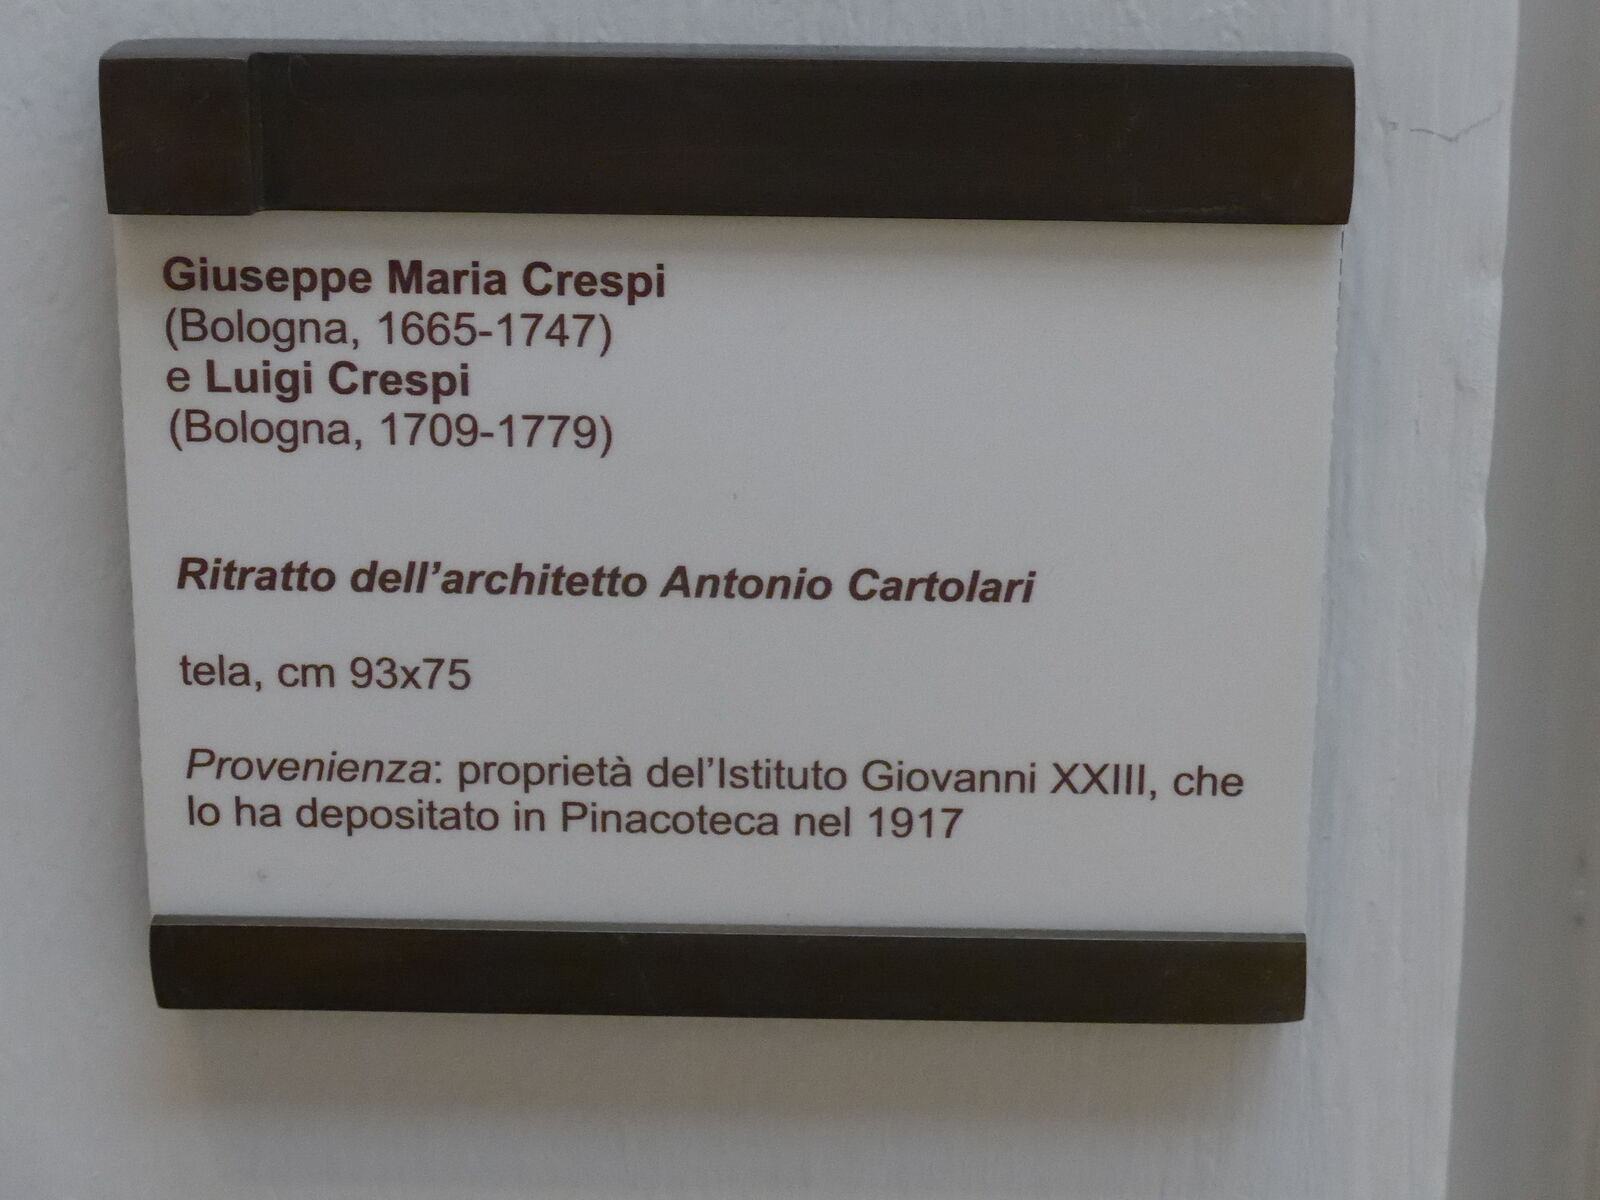 Giuseppe Maria Crespi
(Bologna, 1665-1747)
e Luigi Crespi
(Bologna, 1709-1779)
Ritratto dell'architetto Antonio Cartolari
tela, cm 93x75
Provenienza: proprietà del'Istituto Giovanni XXIII, che
lo ha depositato in Pinacoteca nel 1917